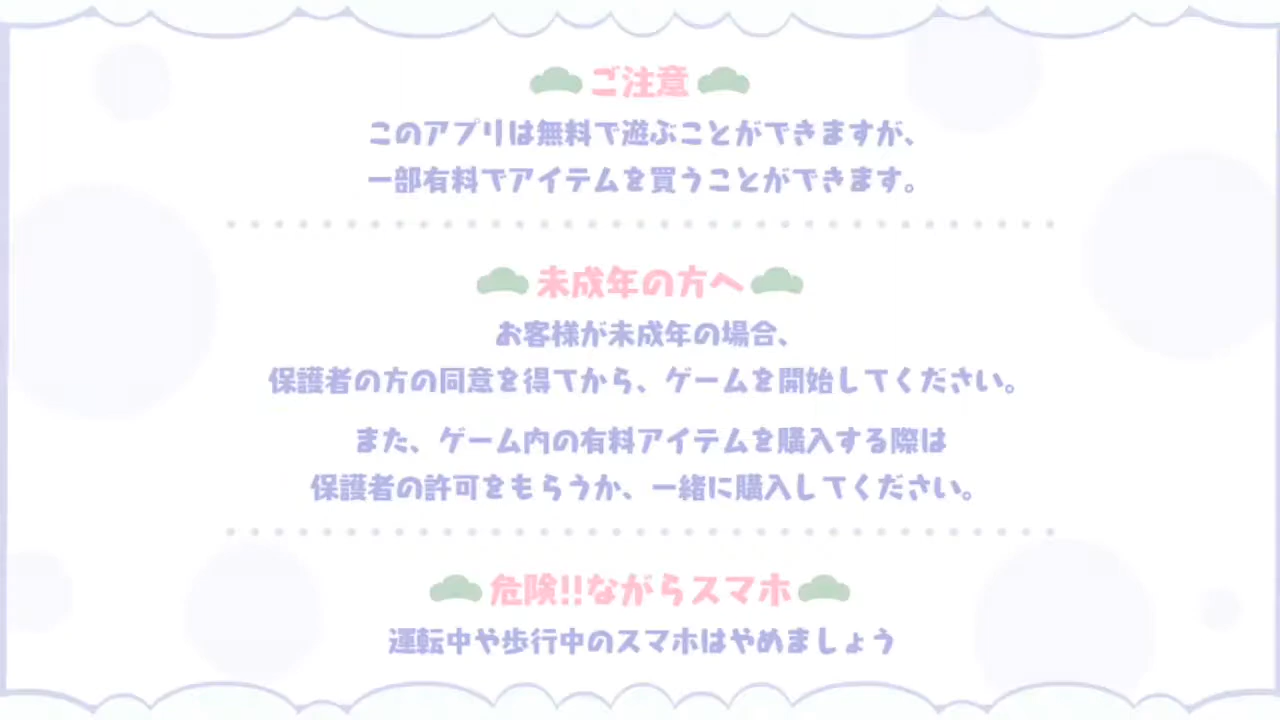 ご注意
このアプリは無料で遊ぶことができますが、
一部有料でアイテムを買うことができます。
未成年の方へ
お客様が未成年の場合、
保護者の方の同意を得てから、ゲームを開始してください。
また、ゲーム内の有料アイテムを購入する際は
保護者の許可をもらうか、一緒に購入してください。
危険!!ながらスマホ
運転中や歩行中のスマホはやめましょう